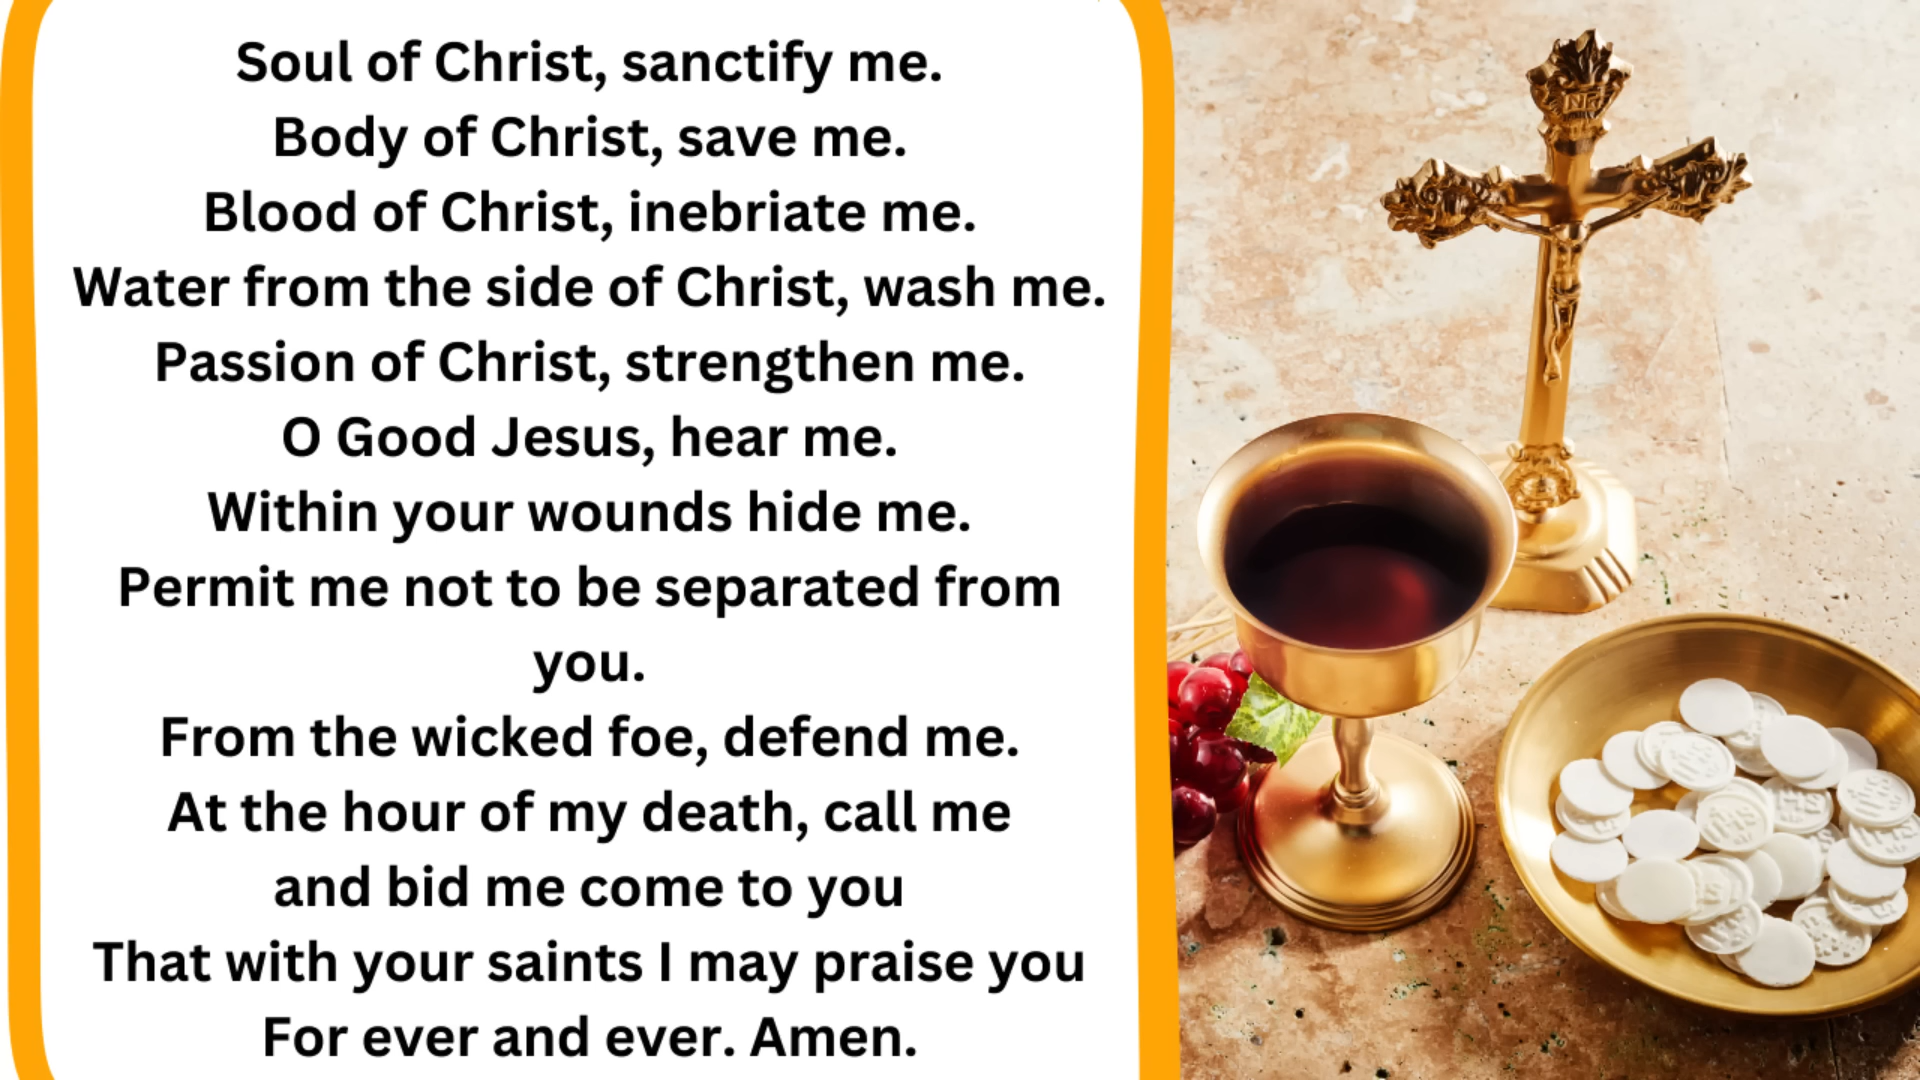 Soul of Christ, sanctify me.
Body of Christ, save me.
Blood of Christ, inebriate me.
Water from the side of Christ, wash me.
Passion of Christ, strengthen me.
O Good Jesus, hear me.
Within your wounds hide me.
Permit me not to be separated from
you.
From the wicked foe, defend me.
At the hour of my death, call me
and bid me come to you
That with your saints I may praise you
For ever and ever. Amen.